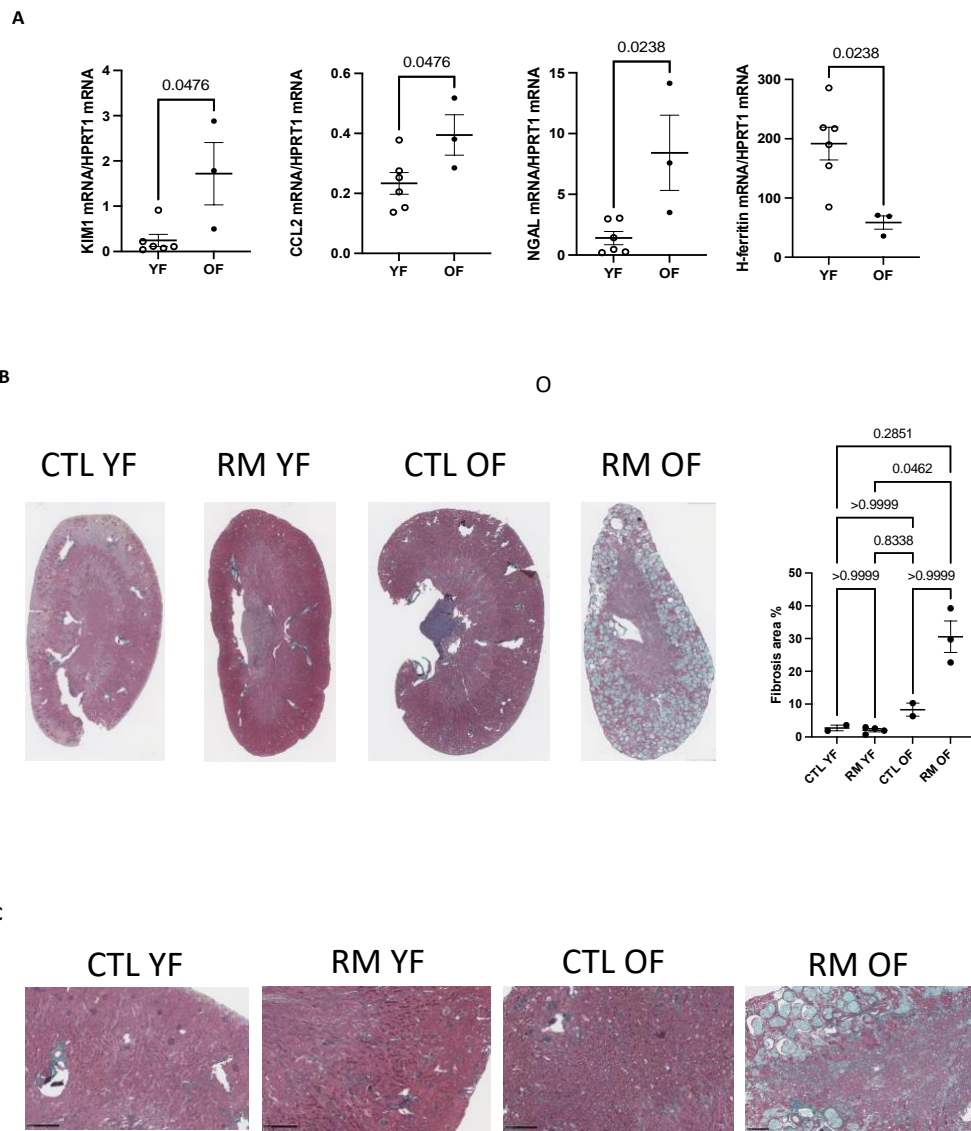 A
0.0476
KIM1 mRNA/HPRT1 mRNA
4
3
2
1
0
YF OF
0.0476
CCL2 mRNA/HPRT1 mRNA
0.6
0.4
0.2
0.0
YF OF
0.0238
NGAL mRNA/HPRT1 mRNA
15
10
5
0
YF OF
0.0238
H-ferritin mRNA/HPRT1 mRNA
300
200
100
0
YF OF
B
O
CTL YF RM YF CTL OF RM OF
0.2851
0.0462
>0.9999
0.8338
>0.9999 >0.9999
Fibrosis area %
50
40
30
20
10
0
CTL YF RM YF CTL OF RM OF
C
CTL YF RM YF CTL OF RM OF